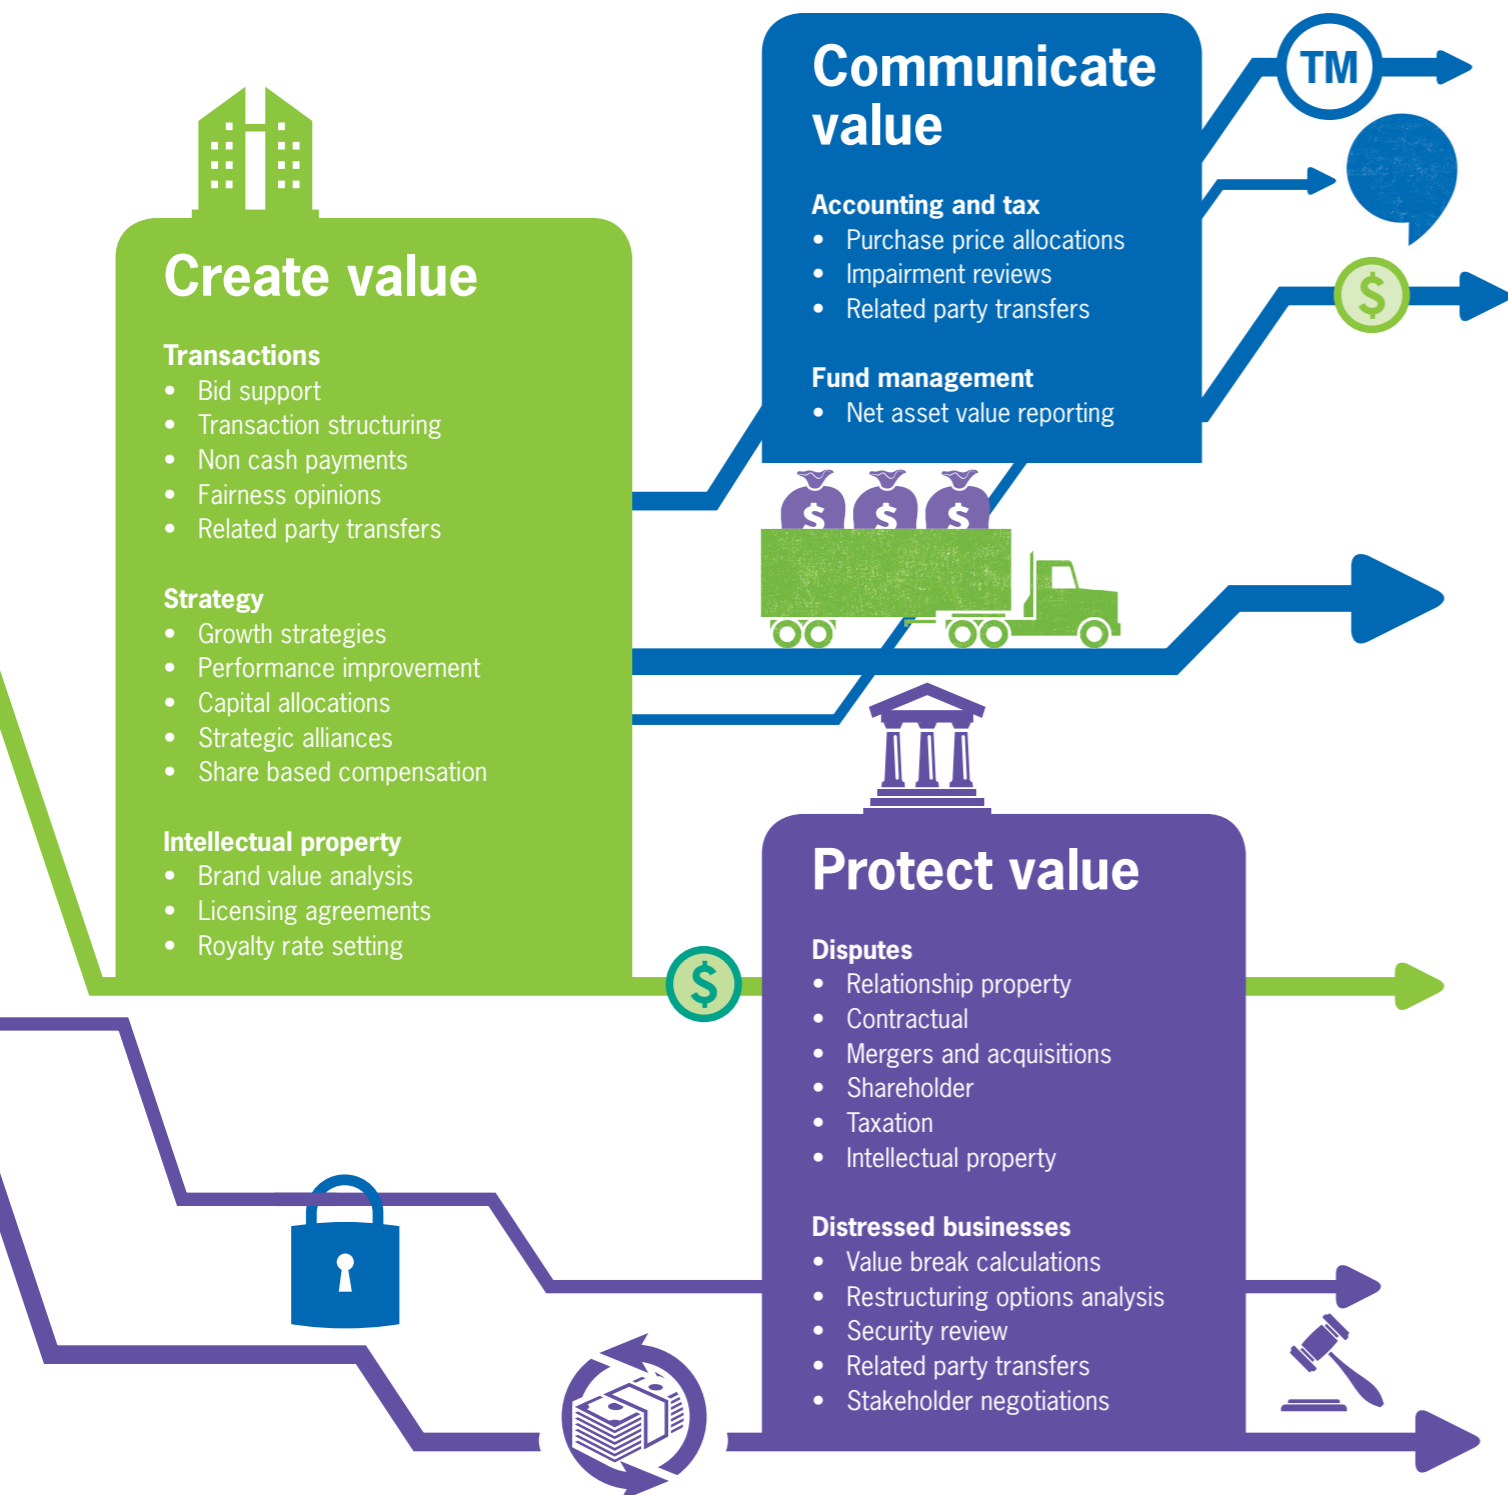 Create value
Transactions
• Bid support
• Transaction structuring
• Non cash payments
• Fairness opinions
• Related party transfers
Strategy
• Growth strategies
• Performance improvement
• Capital allocations
• Strategic alliances
• Share based compensation
Intellectual property
• Brand value analysis
• Licensing agreements
• Royalty rate setting
Communicate
value
Accounting and tax
• Purchase price allocations
• Impairment reviews
• Related party transfers
Fund management
• Net asset value reporting
TM
$
$ $ $
$
Protect value
Disputes
• Relationship property
• Contractual
• Mergers and acquisitions
• Shareholder
• Taxation
• Intellectual property
Distressed businesses
• Value break calculations
• Restructuring options analysis
• Security review
• Related party transfers
• Stakeholder negotiations